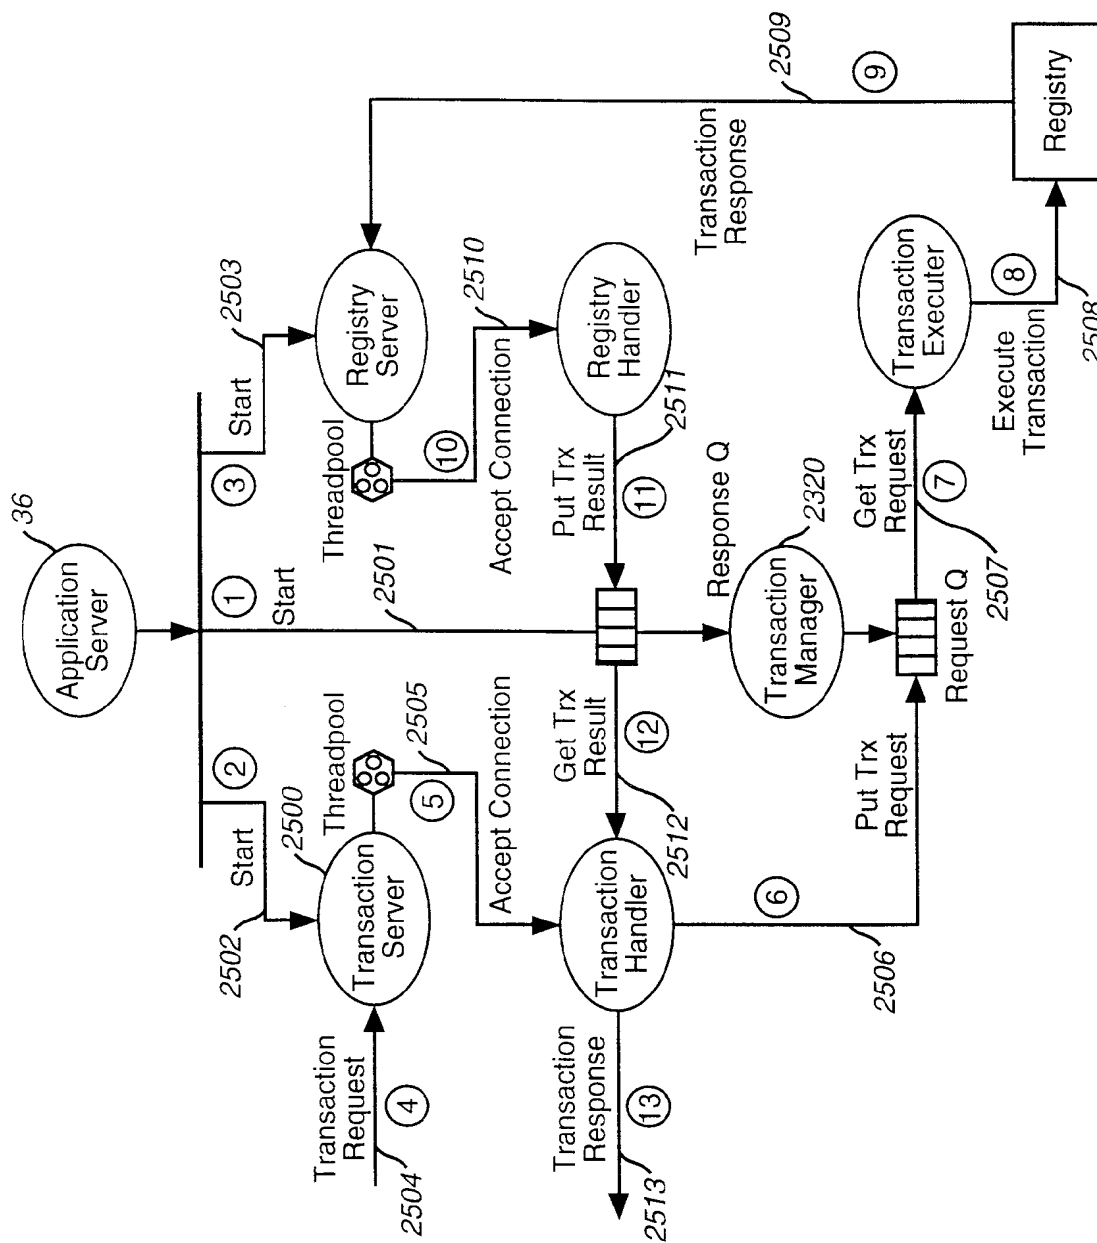 36
Application
Server
2
Start
2502
1
Start
2501
3
Start
2503
Transaction
Request
4
2504
2500
Transaction
Server
Threadpool
5
2505
Accept Connection
Threadpool
Registry
Server
10
2510
Accept Connection
Transaction
Response
9
2509
Transaction
Response
13
2513
Transaction
Handler
Get Trx
Result
12
2512
Put Trx
Result
11
2511
Registry
Handler
Response Q
Transaction
Manager
2320
6
2506
Put Trx
Request
Request Q
Get Trx
Request
7
2507
Transaction
Executer
8
Execute
Transaction
2508
Registry